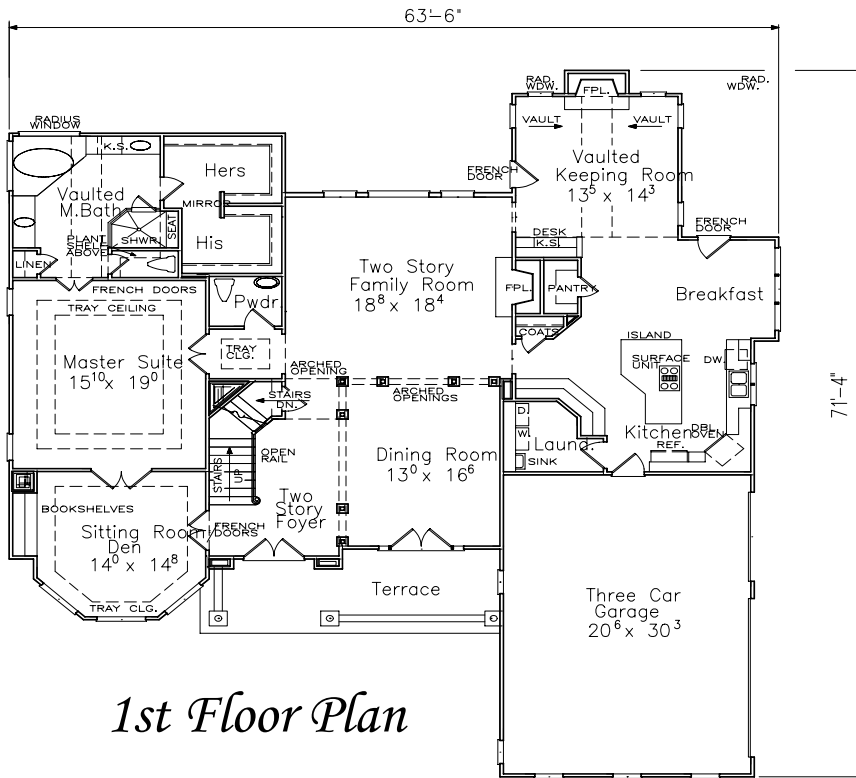 63'-6"
RAD.
WDW.
FPL.
RAD.
WDW.
RADIUS
WINDOW
VAULT
VAULT
K.S.
Hers
Vaulted
Keeping Room
13⁵ x 14³
FRENCH
DOOR
Vaulted
M.Bath
MIRROR
SEAT
FRENCH
DOOR
His
PLANT
SHELF
ABOVE
SHWR.
DESK
K.S.
LINEN
Two Story
Family Room
18⁸ x 18⁴
FPL.
PANTRY
Breakfast
FRENCH DOORS
TRAY CEILING
Pwdr.
COATS
ISLAND
TRAY
CLG.
Master Suite
15¹⁰ x 19⁰
ARCHED
OPENING
SURFACE
UNIT
DW.
71'-4"
STAIRS
DN.
ARCHED
OPENINGS
D.
W.
Laund.
SINK
Kitchen
DBL.
OVEN
REF.
OPEN
RAIL
STAIRS
UP
Dining Room
13⁰ x 16⁶
Two
Story
Foyer
BOOKSHELVES
FRENCH
DOORS
Sitting Room/
Den
14⁰ x 14⁸
TRAY CLG.
Terrace
Three Car
Garage
20⁶ x 30³
1st Floor Plan